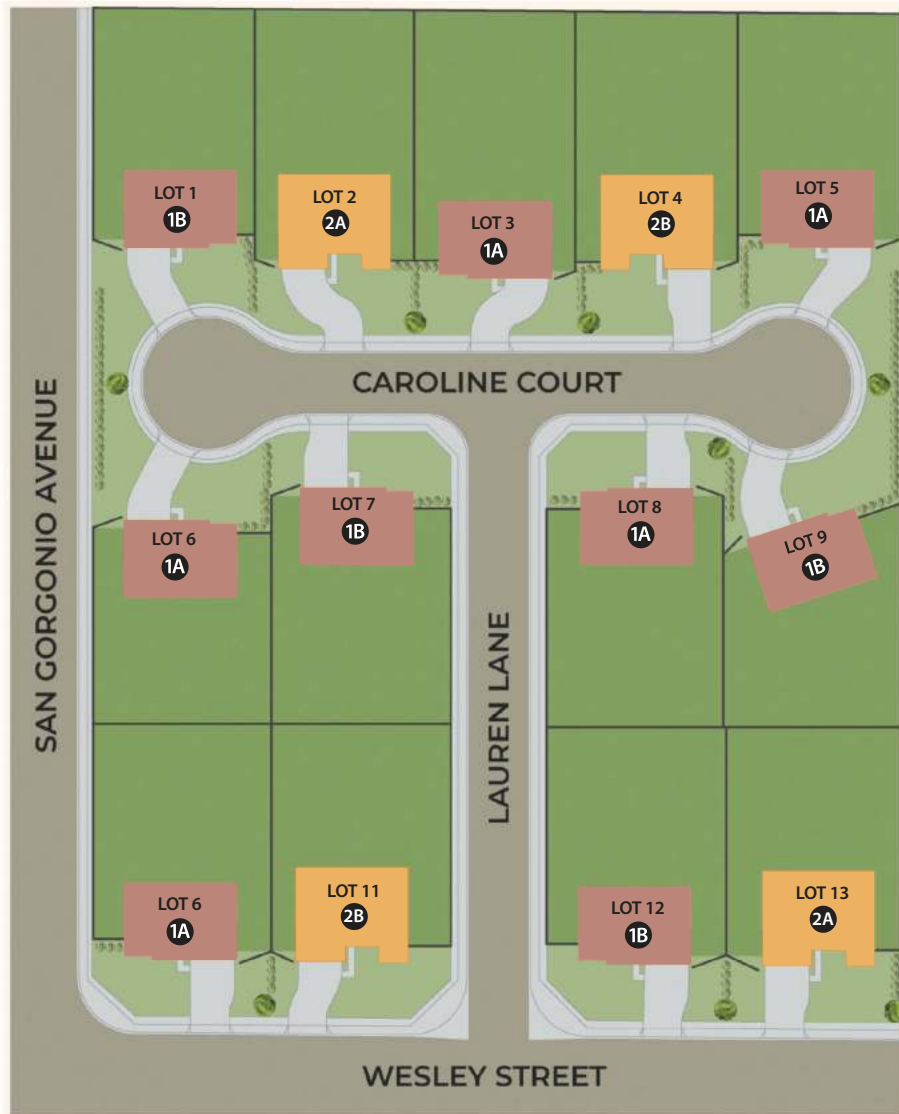 LOT 1
1B
LOT 2
2A
LOT 3
1A
LOT 4
2B
LOT 5
1A
CAROLINE COURT
SAN GORGONIO AVENUE
LOT 6
1A
LOT 7
1B
LOT 8
1A
LOT 9
1B
LAUREN LANE
LOT 6
1A
LOT 11
2B
LOT 12
1B
LOT 13
2A
WESLEY STREET